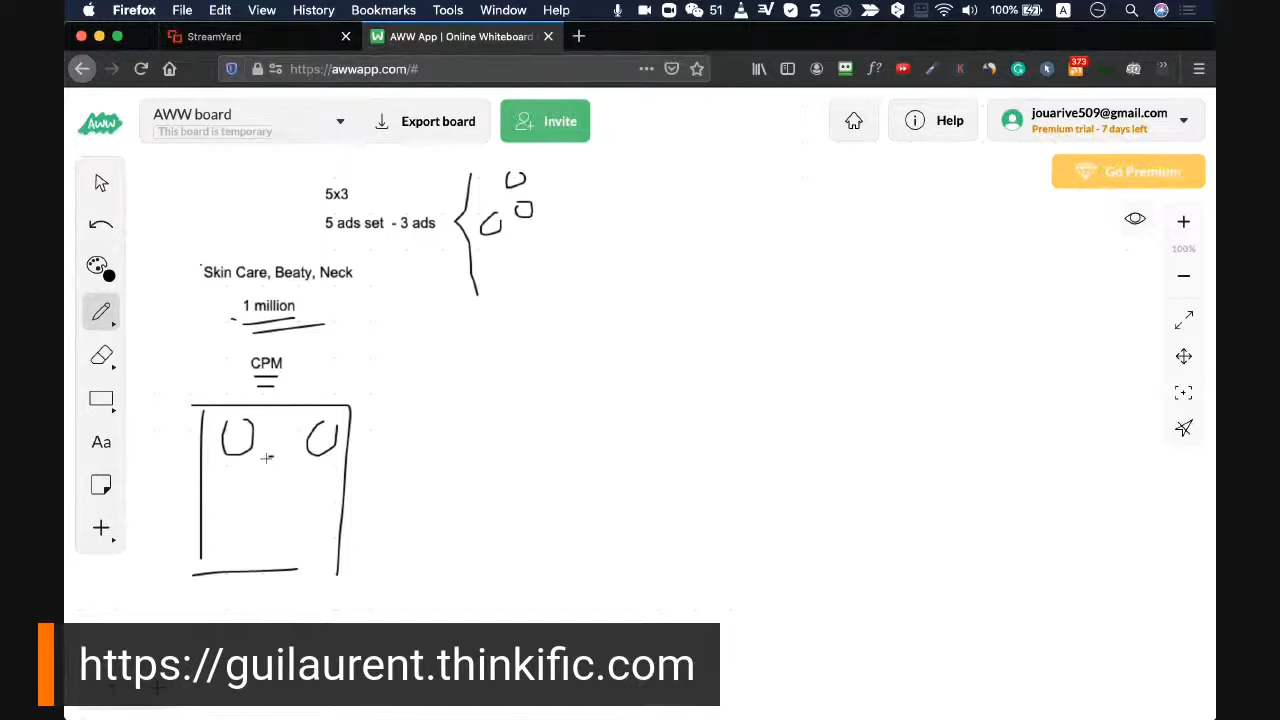 Firefox File Edit View History Bookmarks Tools Window Help 51 100% A
StreamYard
AWW App | Online Whiteboard
https://awwapp.com/# 373
AWW
AWW board
This board is temporary
Export board
Invite
Help
jouarive509@gmail.com
Premium trial - 7 days left
Go Premium
100%
5x3
5 ads set - 3 ads
Skin Care, Beaty, Neck
1 million
CPM
Aa
https://guilaurent.thinkific.com